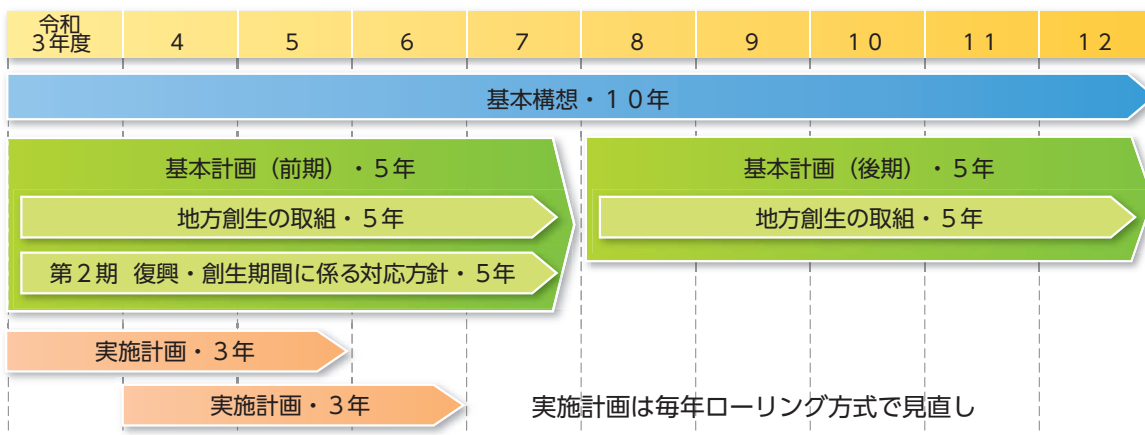 令和
3年度 4 5 6 7 8 9 10 11 12
基本構想・10年
基本計画（前期）・5年 基本計画（後期）・5年
地方創生の取組・5年 地方創生の取組・5年
第2期 復興・創生期間に係る対応方針・5年
実施計画・3年
実施計画・3年 実施計画は毎年ローリング方式で見直し